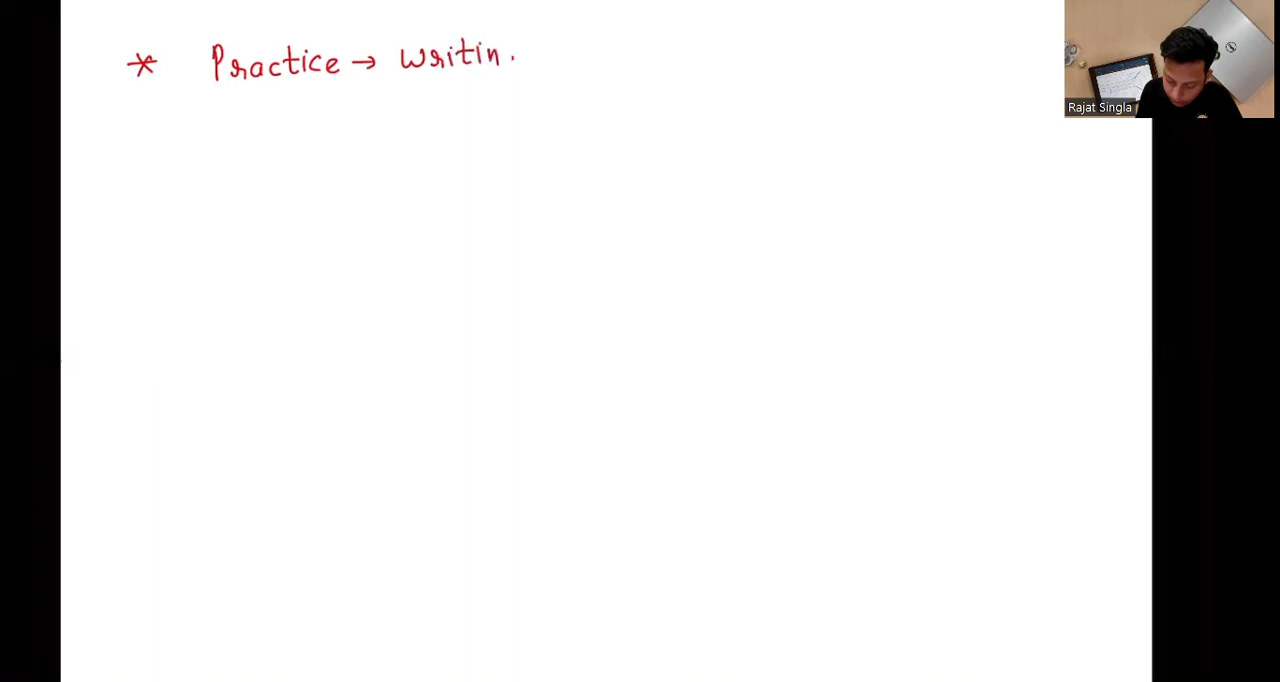 * Practice → writin.
Rajat Singla